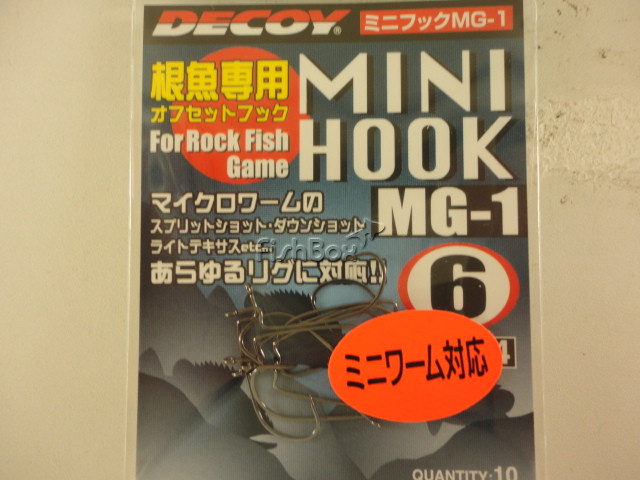 DECOY®
ミニフックMG-1
根魚専用
オフセットフック
For Rock Fish
Game
MINI
HOOK
MG-1
マイクロワームの
スプリットショット・ダウンショット
ライトテキサスetc...
あらゆるリグに対応!!
FishBox
6
4
ミニワーム対応
QUANTITY:10